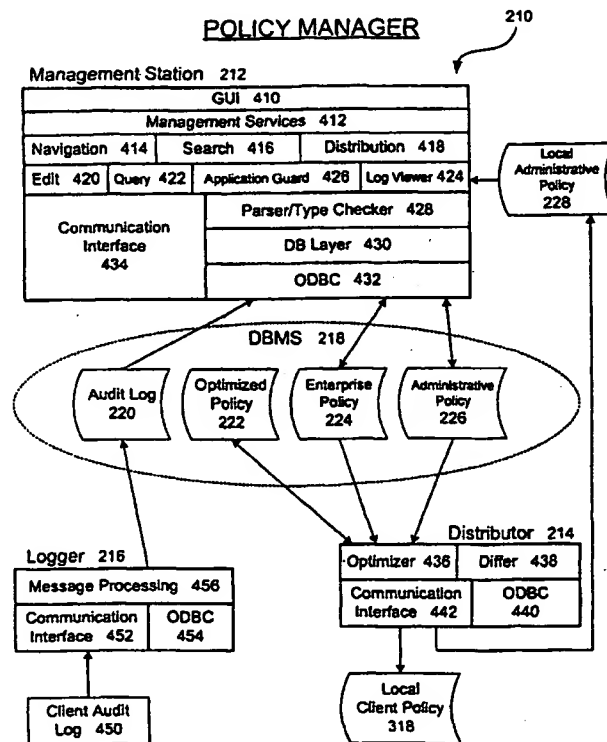 POLICY MANAGER
210
Management Station 212
GUI 410
Management Services 412
Navigation 414 Search 416 Distribution 418
Edit 420 Query 422 Application Guard 426 Log Viewer 424
Communication
Interface
434
Parser/Type Checker 428
DB Layer 430
ODBC 432
Local
Administrative
Policy
228
DBMS 218
Audit Log
220
Optimized
Policy
222
Enterprise
Policy
224
Administrative
Policy
226
Logger 216
Message Processing 456
Communication
Interface 452
ODBC
454
Client Audit
Log 450
Distributor 214
Optimizer 436 Differ 438
Communication
Interface 442
ODBC
440
Local
Client Policy
318